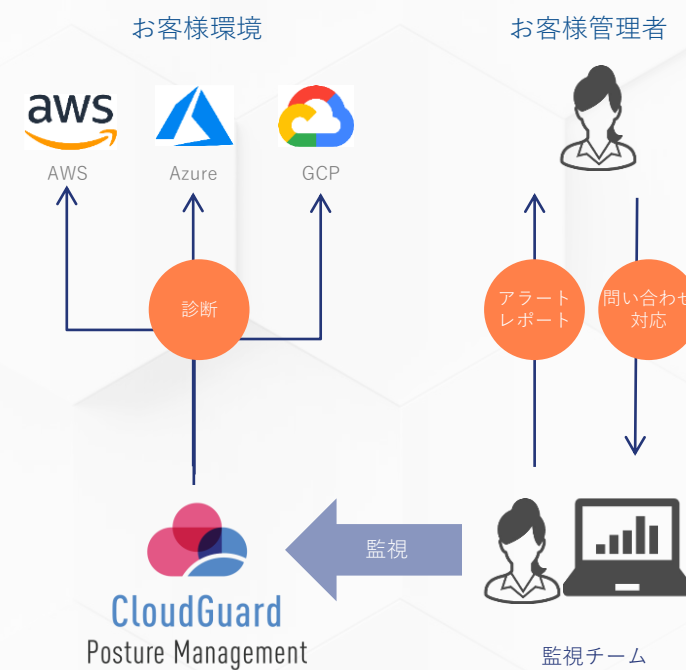 お客様環境
お客様管理者
aws
AWS
Azure
GCP
診断
アラート
レポート
問い合わせ
対応
監視
CloudGuard
Posture Management
監視チーム